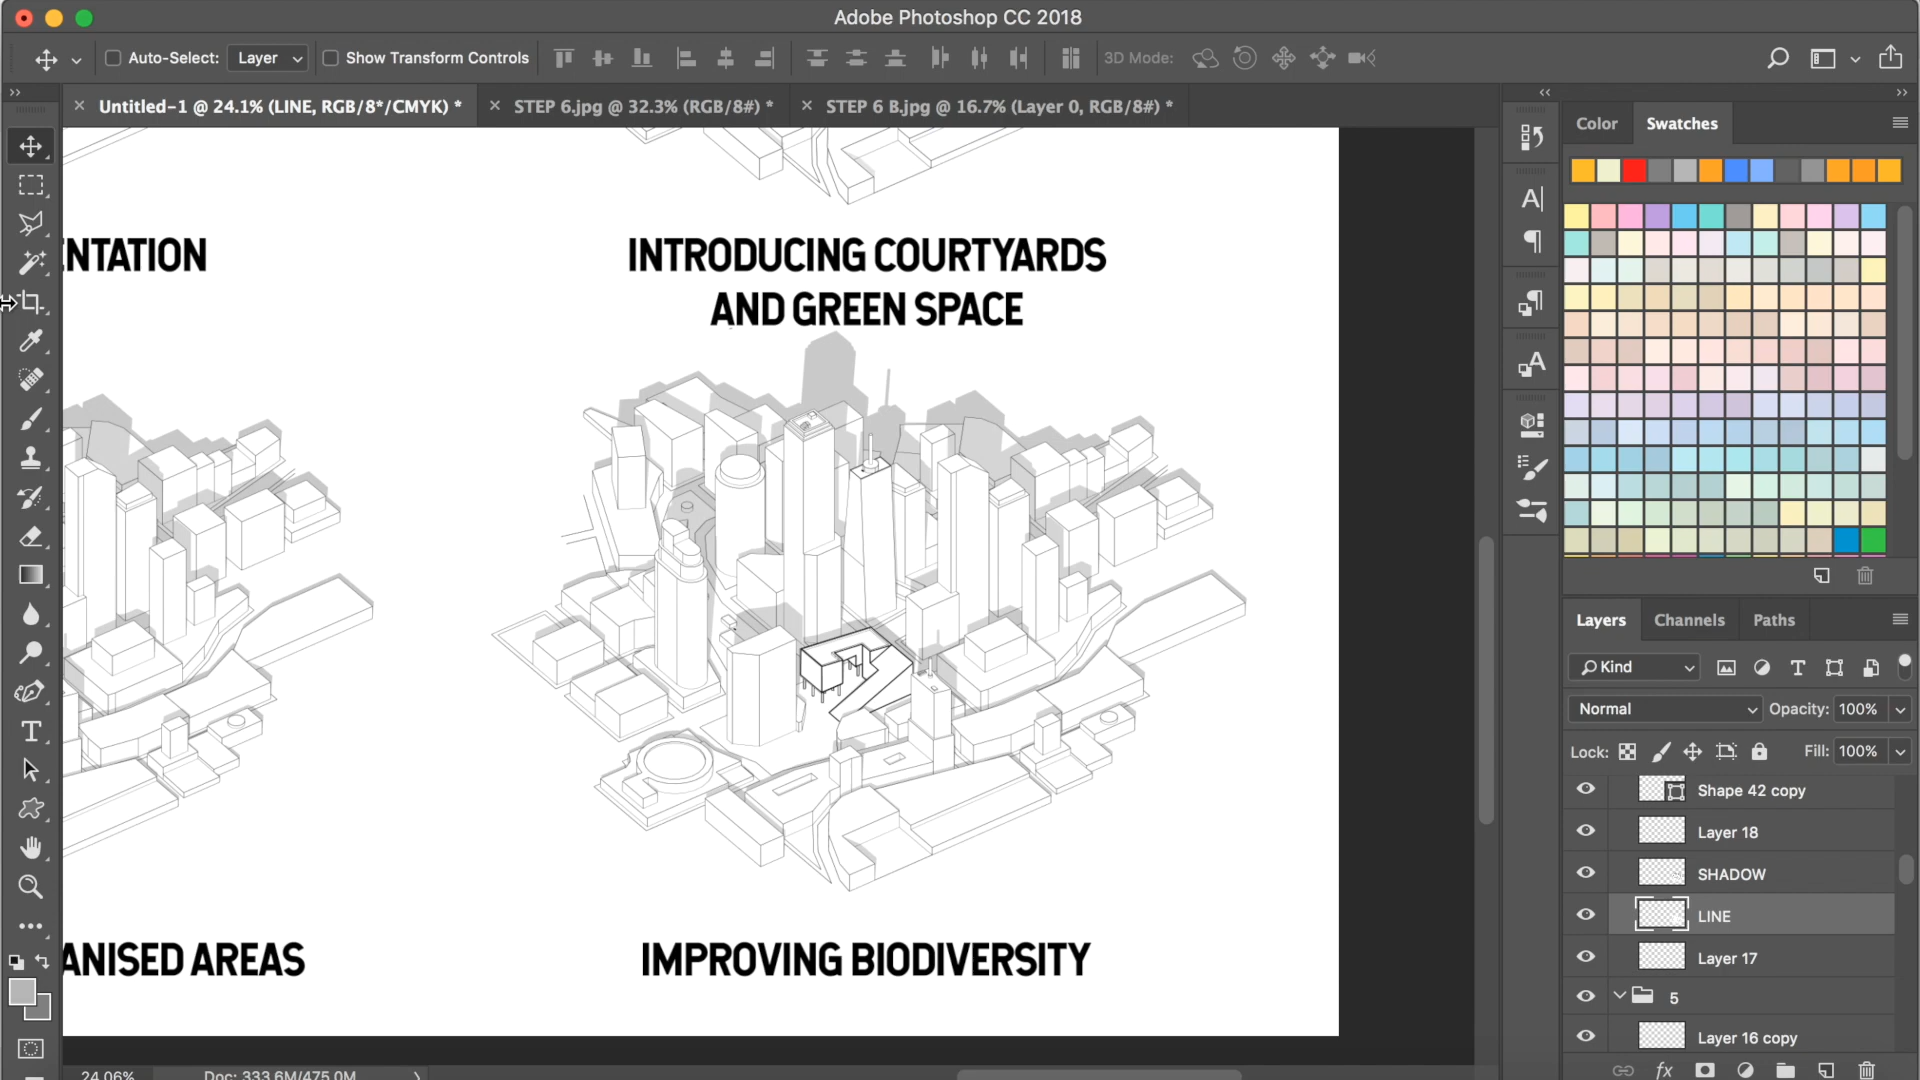 Adobe Photoshop CC 2018
Auto-Select: Layer Show Transform Controls 3D Mode:
Untitled-1 @ 24.1% (LINE, RGB/8*/CMYK) * STEP 6.jpg @ 32.3% (RGB/8#) * STEP 6 B.jpg @ 16.7% (Layer 0, RGB/8#) *
Color Swatches
ENTATION
INTRODUCING COURTYARDS
AND GREEN SPACE
ANISED AREAS
IMPROVING BIODIVERSITY
Layers Channels Paths
Kind
Normal Opacity: 100%
Lock: Fill: 100%
Shape 42 copy
Layer 18
SHADOW
LINE
Layer 17
5
Layer 16 copy
fx
24.06% Doc: 333.6M/475.0M